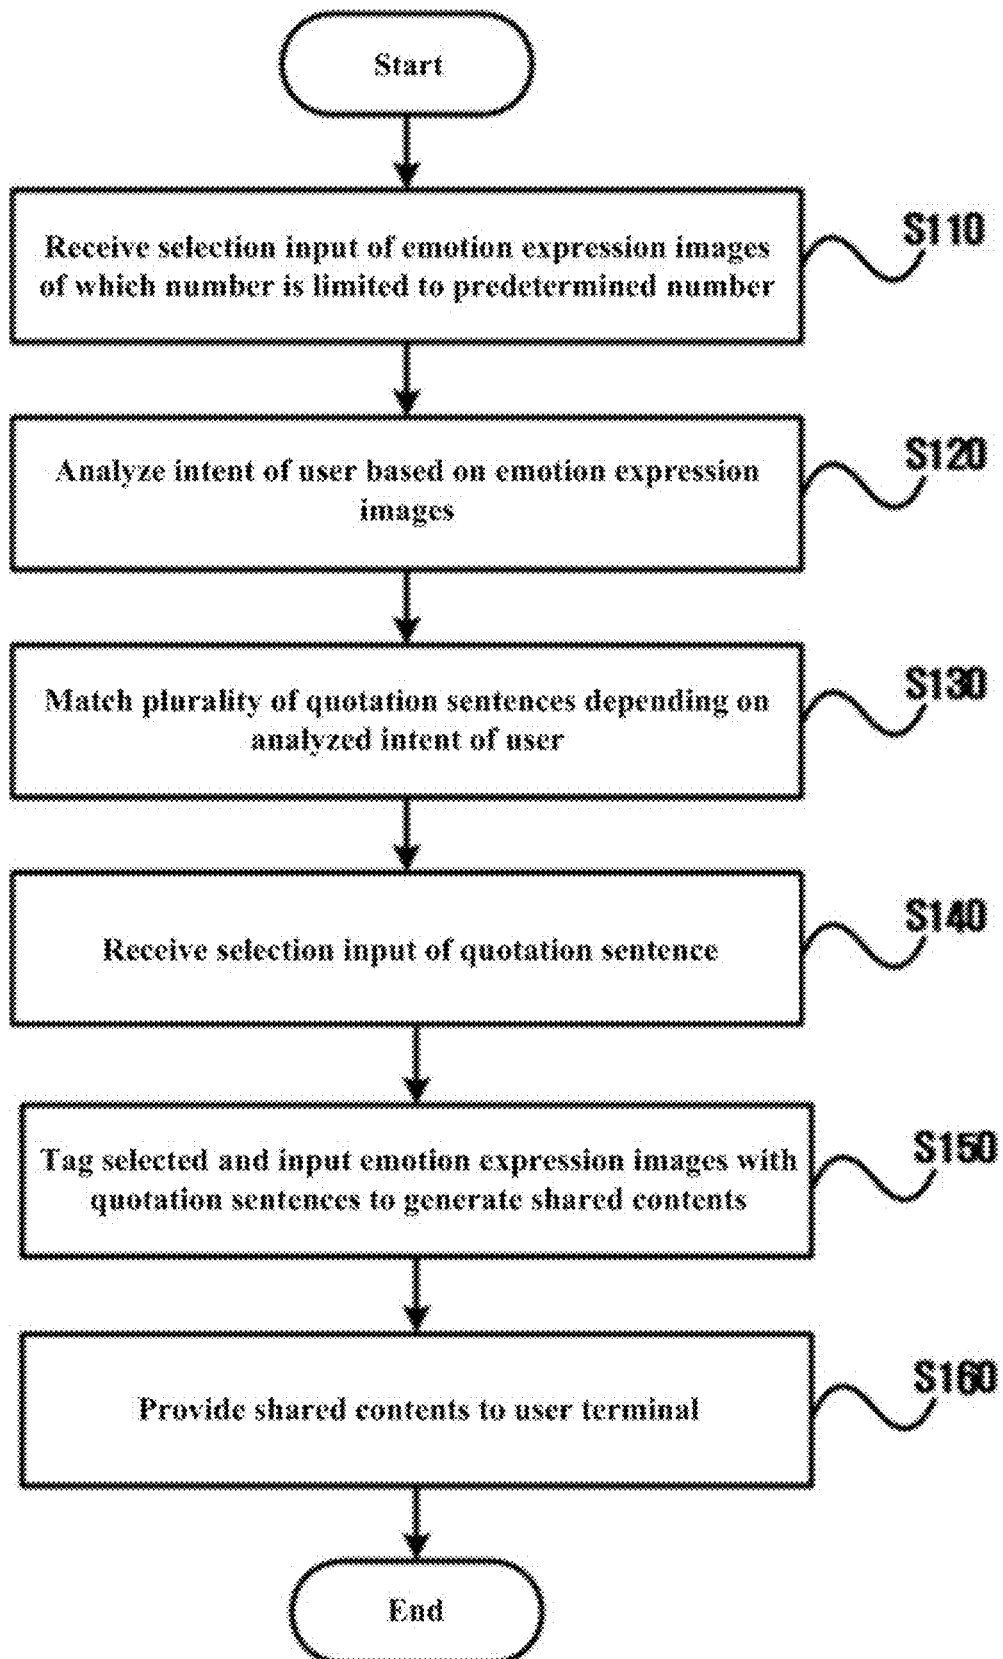 Start
Receive selection input of emotion expression images
of which number is limited to predetermined number
S110
Analyze intent of user based on emotion expression
images
S120
Match plurality of quotation sentences depending on
analyzed intent of user
S130
Receive selection input of quotation sentence
S140
Tag selected and input emotion expression images with
quotation sentences to generate shared contents
S150
Provide shared contents to user terminal
S160
End